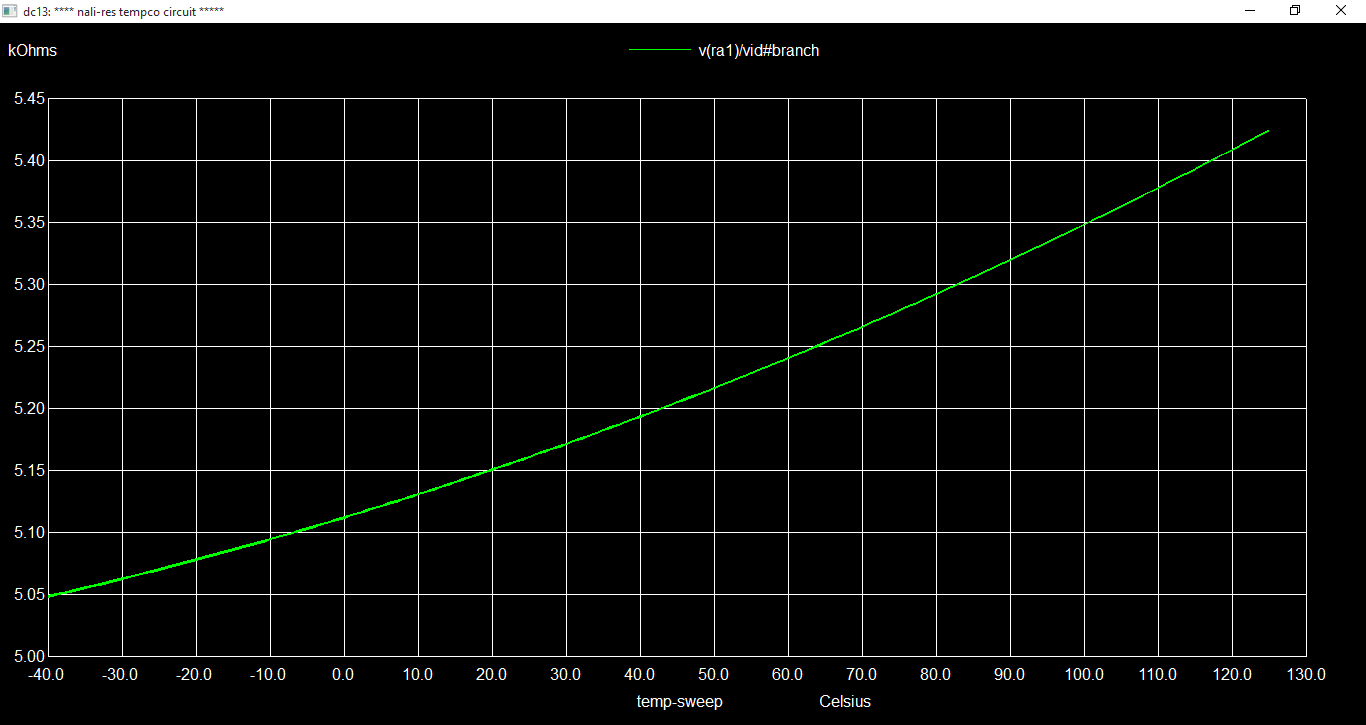 dc13: **** nali-res tempco circuit *****
kOhms
v(ra1)/vid#branch
5.45
5.40
5.35
5.30
5.25
5.20
5.15
5.10
5.05
5.00
-40.0 -30.0 -20.0 -10.0 0.0 10.0 20.0 30.0 40.0 50.0 60.0 70.0 80.0 90.0 100.0 110.0 120.0 130.0
temp-sweep Celsius